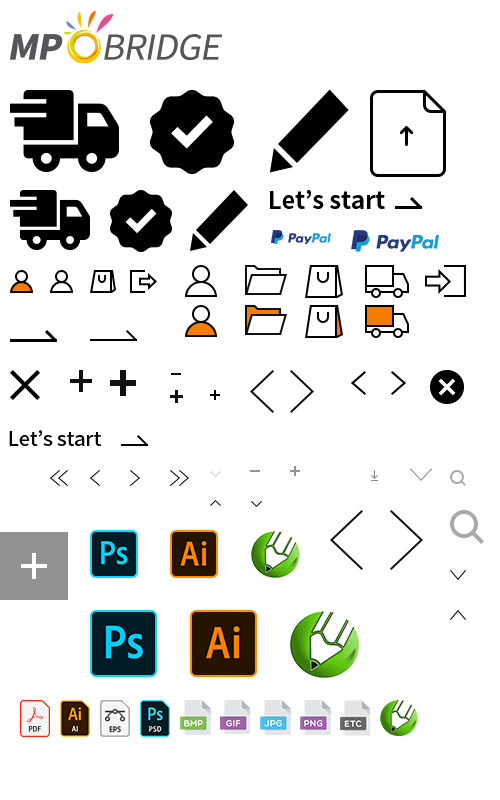 MP BRIDGE
Let's start
PayPal PayPal
Let's start
Ps Ai
Ps Ai
PDF
Ai
AI
EPS
Ps
PSD
BMP
GIF
JPG
PNG
ETC